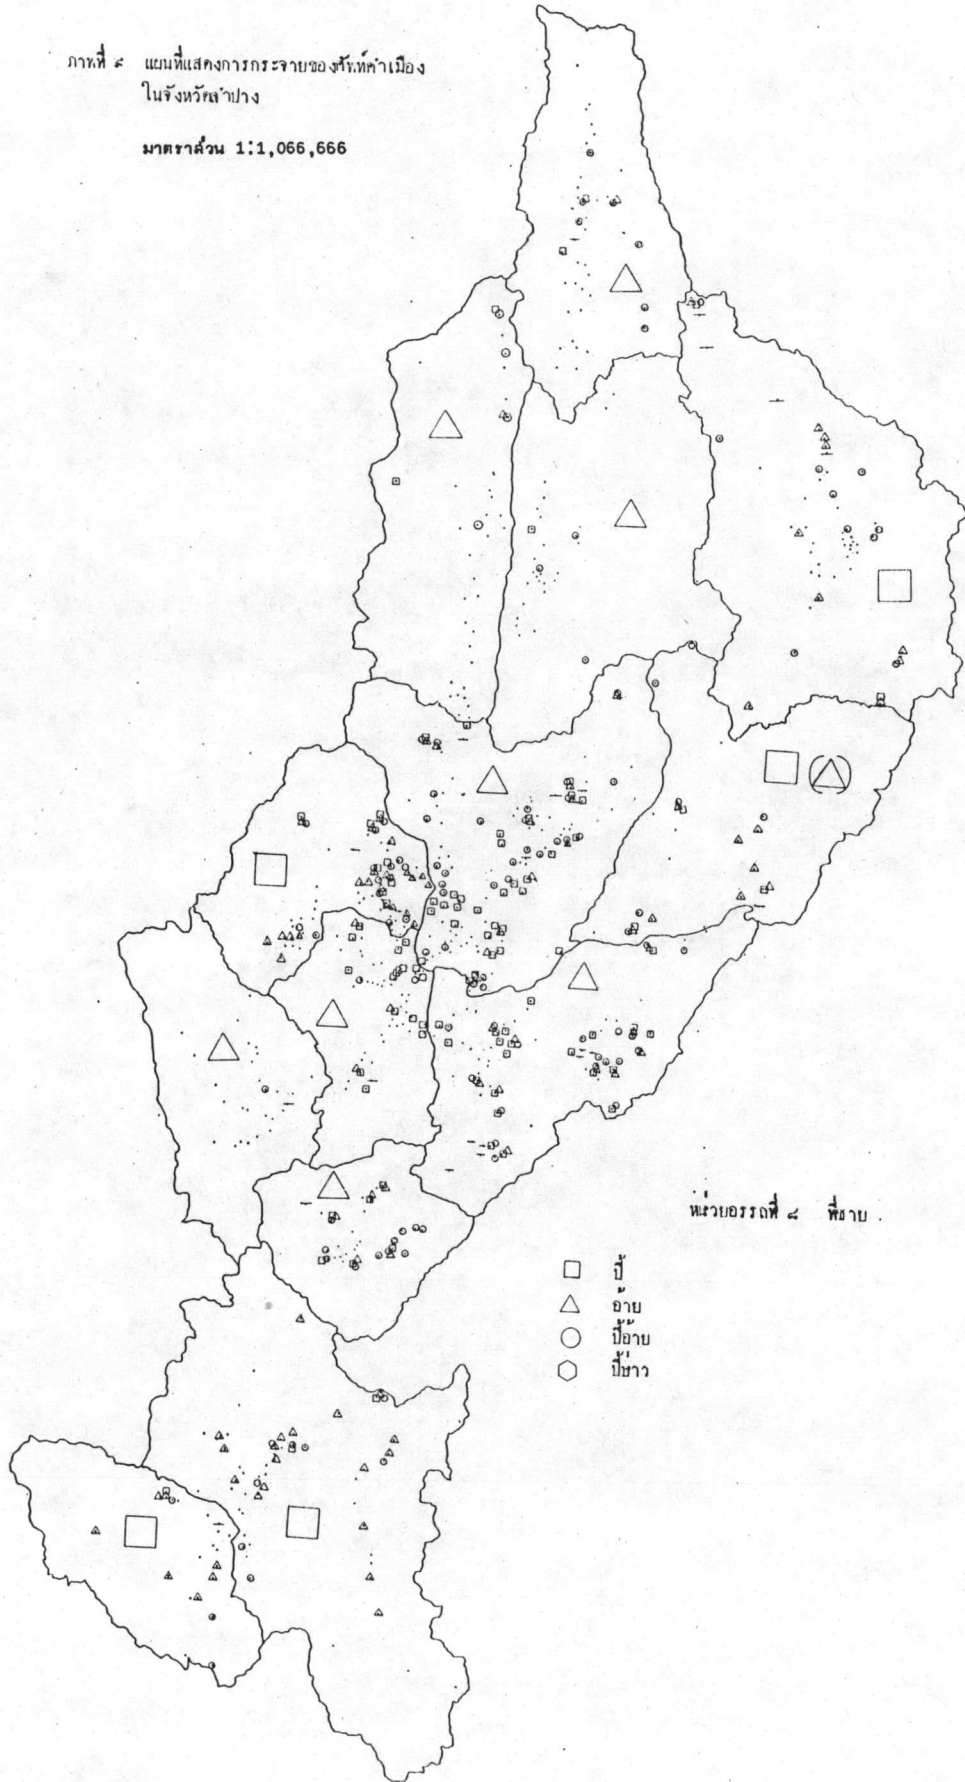 ภาพที่ ๙ แผนที่แสดงการกระจายของศัพท์คำเมือง
ในจังหวัดลำปาง
มาตราส่วน 1:1,066,666
หน่วยอรรถที่ ๘ พี่ชาย
ปี้
อ้าย
ปี้อ้าย
ปี้บ่าว